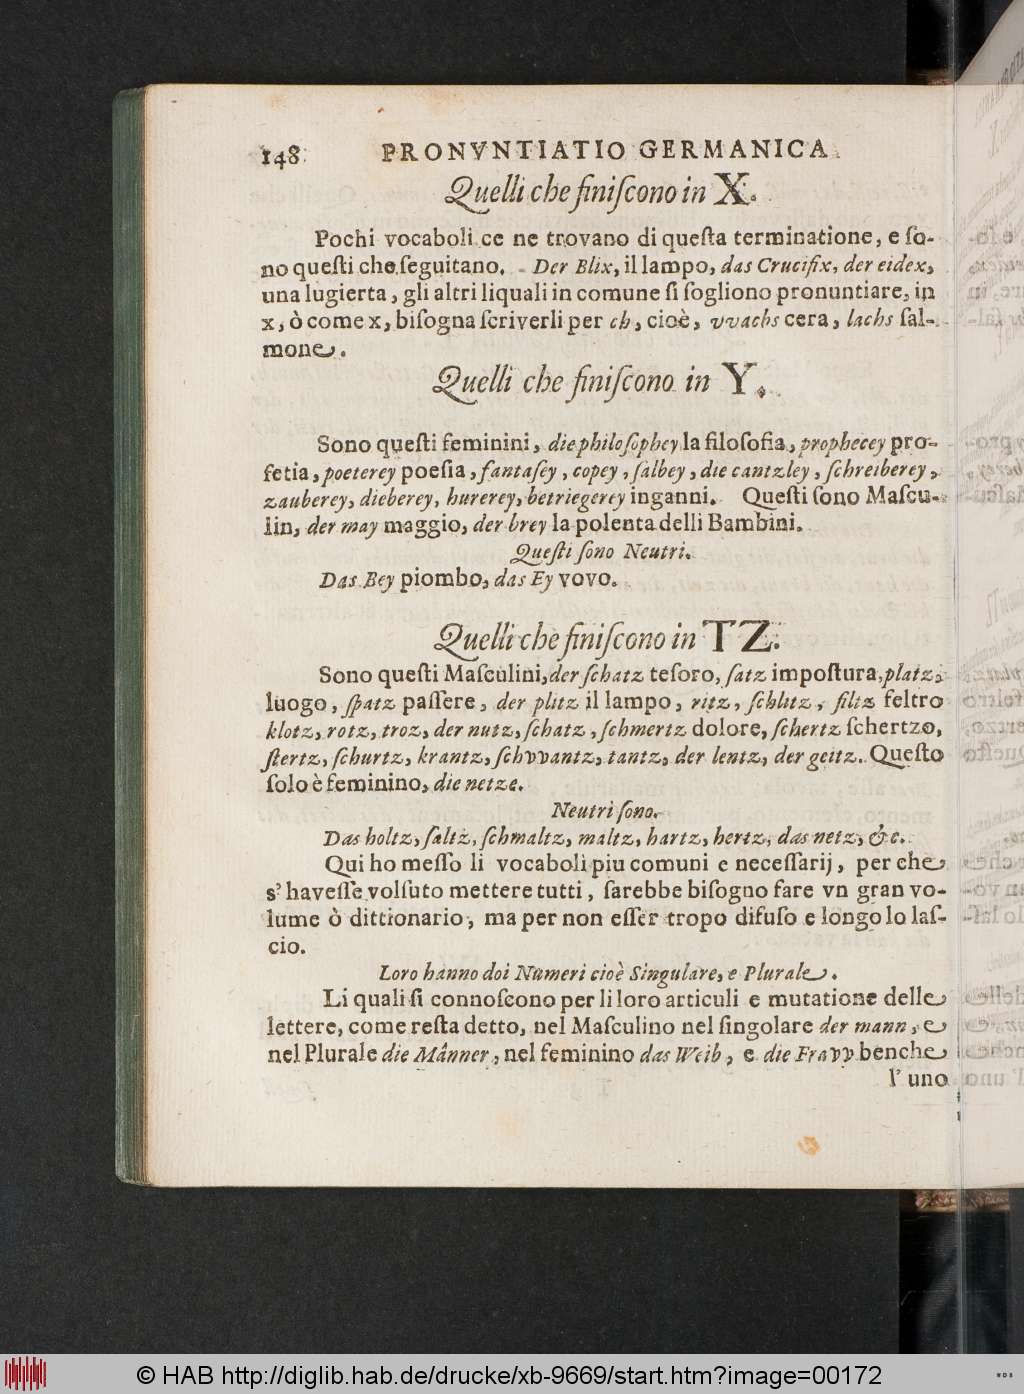 148 PRONVNTIATIO GERMANICA
Quelli che finiſcono in X.
Pochi vocaboli ce ne trovano di queſta terminatione, e ſo-
no queſti che ſeguitano. Der Blix, il lampo, das Crucifix, der eidex,
una lugierta, gli altri liquali in comune ſi ſogliono pronuntiare, in
x, ò come x, biſogna ſcriverli per ch, cioè, vvachs cera, lachs ſal-
mone.
Quelli che finiſcono in Y.
Sono queſti feminini, die philoſophey la filoſofia, prophecey pro-
fetia, poeterey poeſia, fantaſey, copey, ſalbey, die cantzley, ſchreiberey,
zauberey, dieberey, hurerey, betriegerey inganni. Queſti ſono Maſcu-
lin, der may maggio, der brey la polenta delli Bambini.
Queſti ſono Neutri.
Das Bey piombo, das Ey vovo.
Quelli che finiſcono in TZ.
Sono queſti Maſculini, der ſchatz teſoro, ſatz impoſtura, platz,
luogo, ſpatz paſſere, der plitz il lampo, ritz, ſchlitz, filtz feltro
klotz, rotz, troz, der nutz, ſchatz, ſchmertz dolore, ſchertz ſchertzo,
ſtertz, ſchurtz, krantz, ſchvvantz, tantz, der lentz, der geitz. Queſto
ſolo è feminino, die netze.
Neutri ſono.
Das holtz, ſaltz, ſchmaltz, maltz, hartz, hertz, das netz, &c.
Qui ho meſſo li vocaboli piu comuni e neceſſarij, per che
s' haveſſe volſuto mettere tutti, ſarebbe biſogno fare vn gran vo-
lume ò dittionario, ma per non eſſer tropo difuſo e longo lo laſ-
cio.
Loro hanno doi Numeri cioè Singulare, e Plurale.
Li quali ſi connoſcono per li loro articuli e mutatione delle
lettere, come reſta detto, nel Maſculino nel ſingolare der mann, e
nel Plurale die Mânner, nel feminino das Weib, e die Fravv benche
l' uno
© HAB http://diglib.hab.de/drucke/xb-9669/start.htm?image=00172